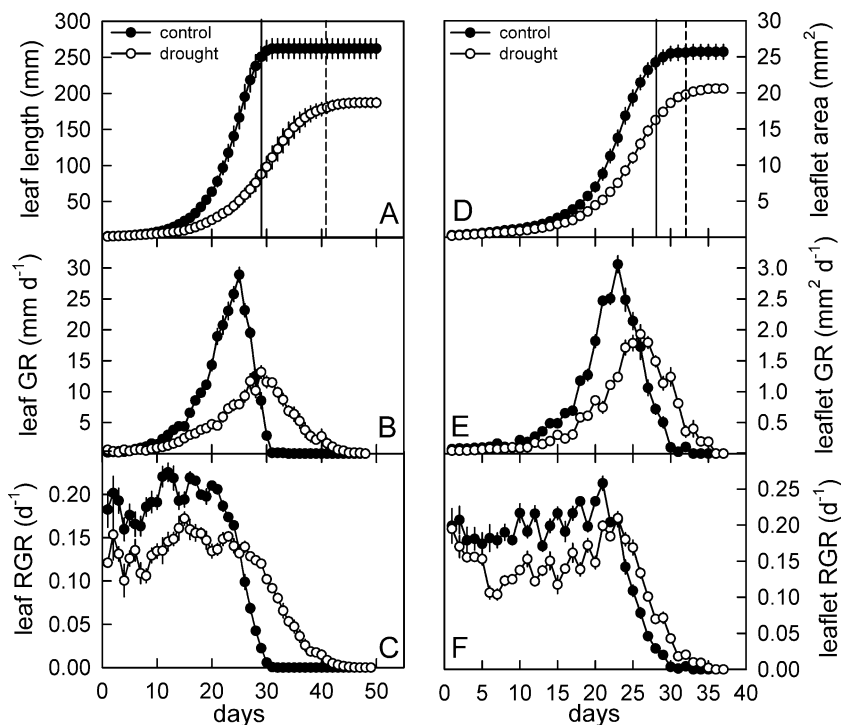 control
drought
leaf length (mm)
300
250
200
150
100
50
A
control
drought
leaflet area (mm²)
30
25
20
15
10
5
D
leaf GR (mm d⁻¹)
30
25
20
15
10
5
B
leaflet GR (mm² d⁻¹)
3.0
2.5
2.0
1.5
1.0
0.5
E
leaf RGR (d⁻¹)
0.20
0.15
0.10
0.05
0.00
C
leaflet RGR (d⁻¹)
0.25
0.20
0.15
0.10
0.05
0.00
F
0 10 20 30 40 50
days
0 5 10 15 20 25 30 35 40
days